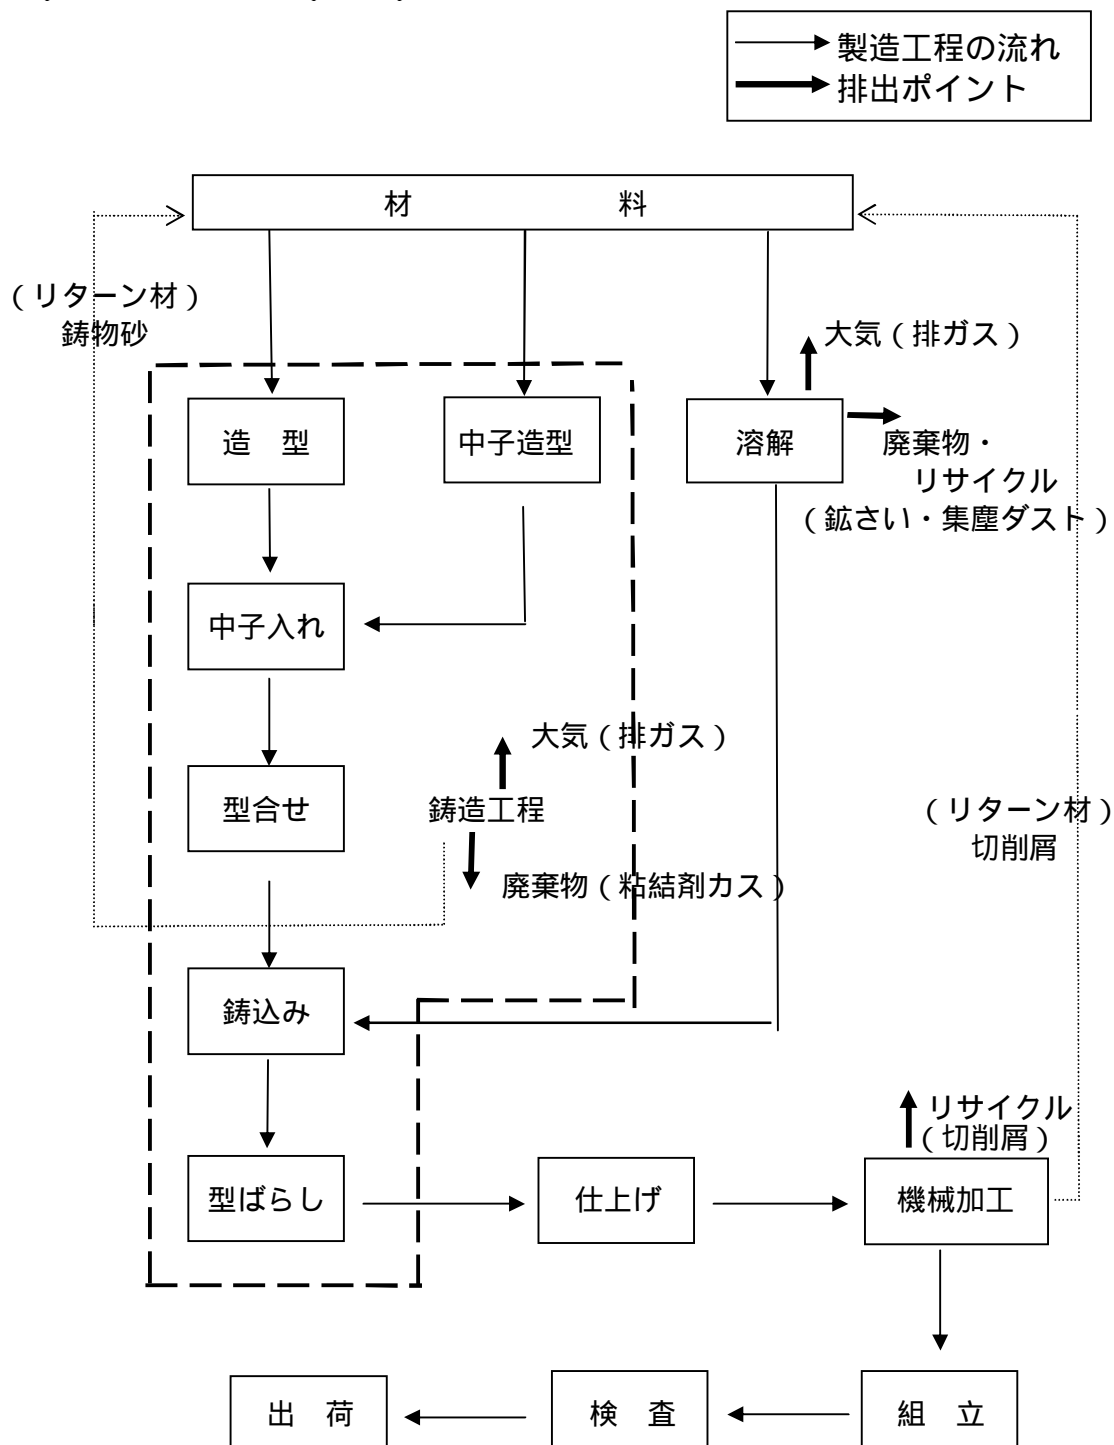 製造工程の流れ
排出ポイント
材 料
(リターン材)
鋳物砂
大気(排ガス)
造 型
中子造型
溶解
廃棄物・
リサイクル
(鉱さい・集塵ダスト)
中子入れ
大気(排ガス)
型合せ
鋳造工程
(リターン材)
切削屑
廃棄物(粘結剤カス)
鋳込み
リサイクル
(切削屑)
型ばらし
仕上げ
機械加工
出 荷
検 査
組 立